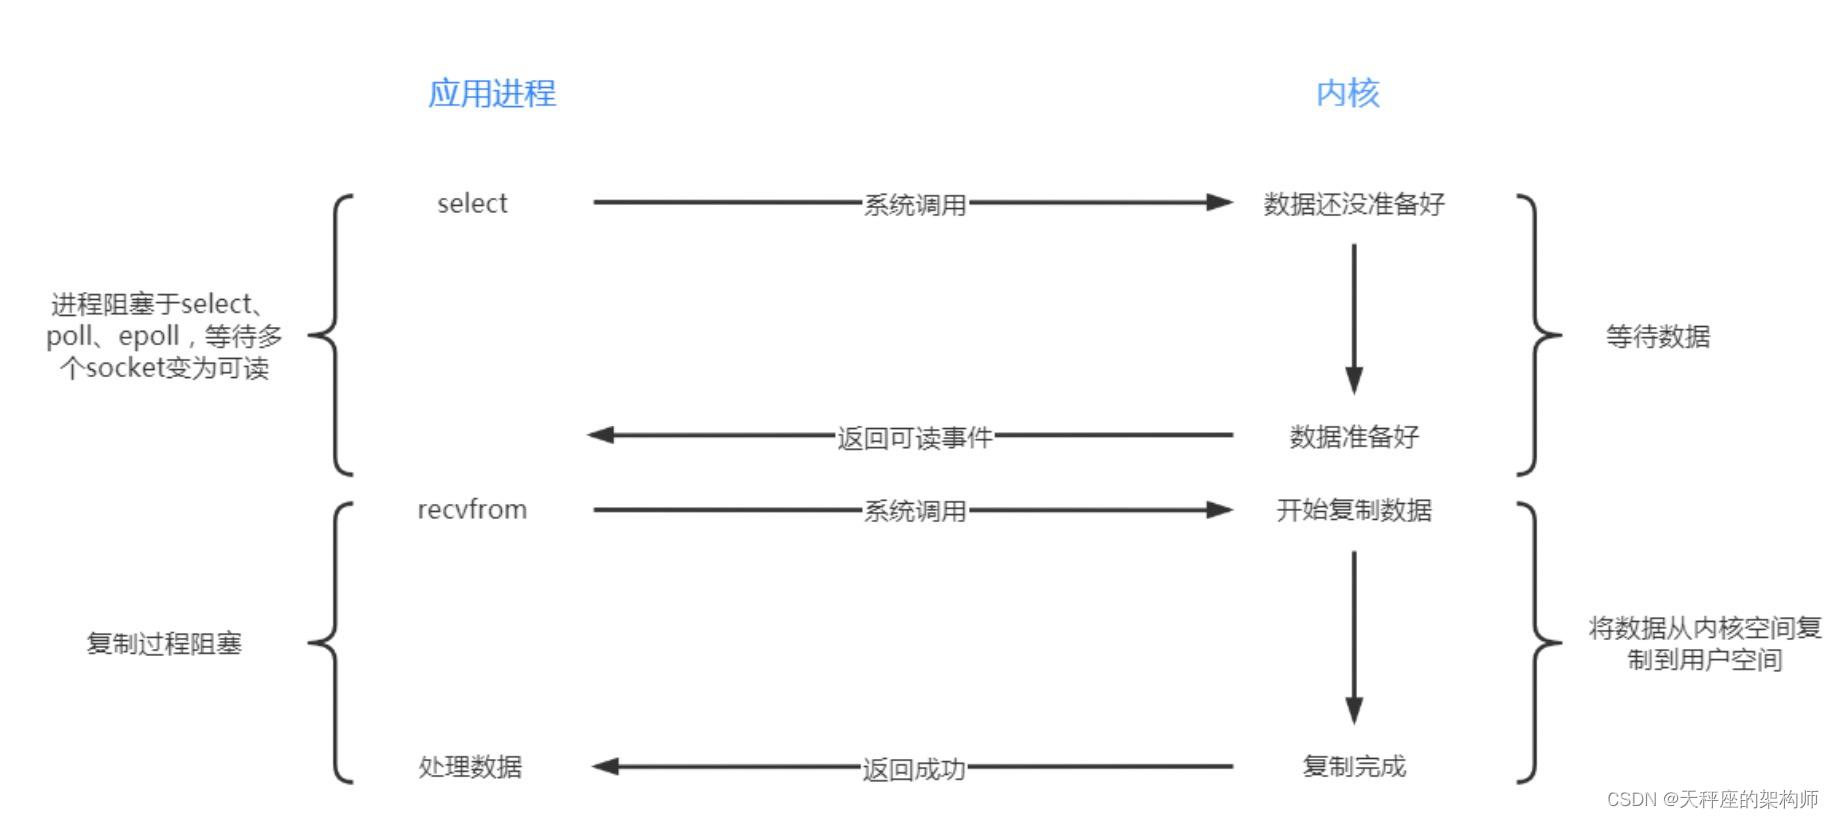 应用进程
内核
select
系统调用
数据还没准备好
进程阻塞于select、
poll、epoll，等待多
个socket变为可读
等待数据
返回可读事件
数据准备好
recvfrom
系统调用
开始复制数据
复制过程阻塞
将数据从内核空间复
制到用户空间
处理数据
返回成功
复制完成
CSDN @天秤座的架构师